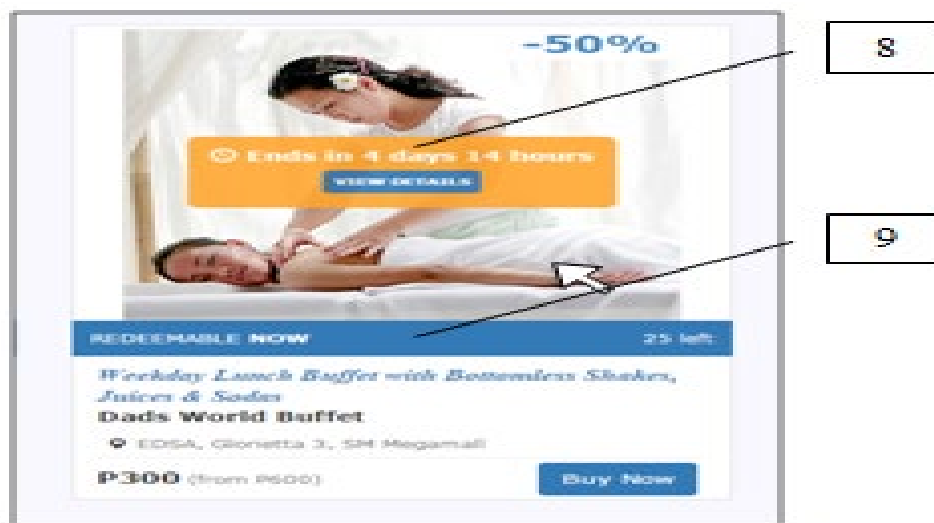 -50%
8
Ends in 4 days 14 hours
VIEW DETAILS
9
REDEEMABLE NOW 25 left
Weekday Lunch Buffet with Bottomless Shakes,
Juices & Sodas
Dads World Buffet
EDSA, Glorietta 3, SM Megamall
P300 (from P600)
Buy Now